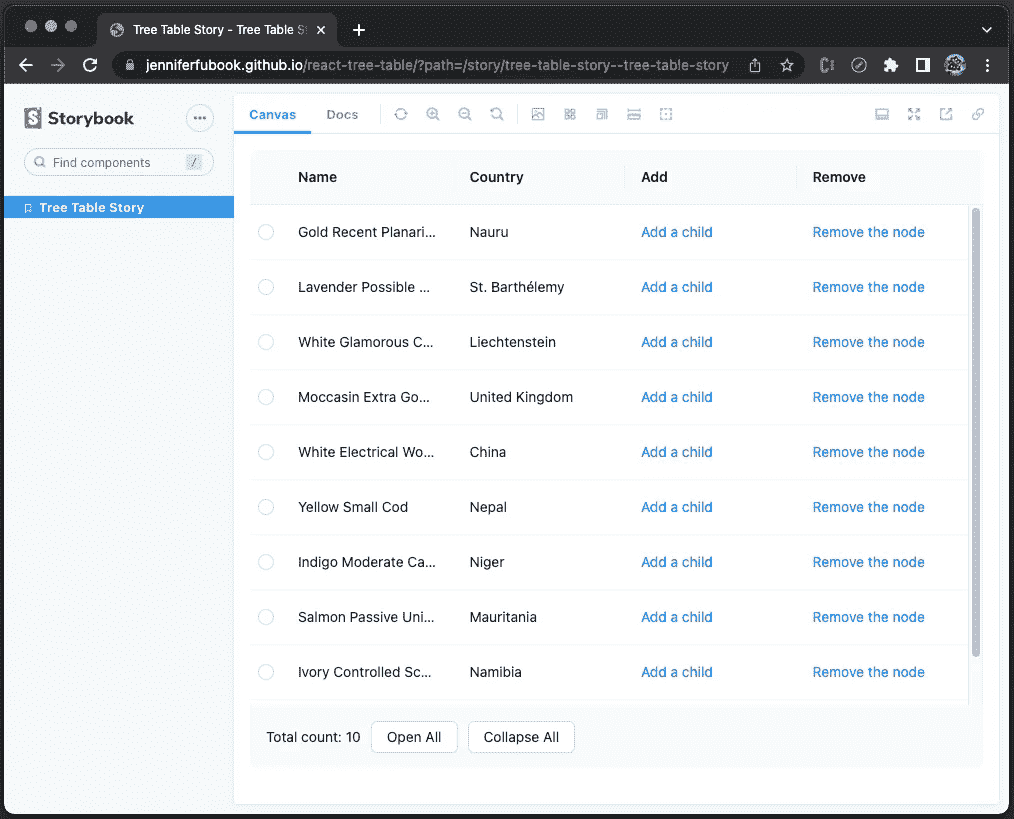 Tree Table Story - Tree Table S
jenniferfubook.github.io/react-tree-table/?path=/story/tree-table-story--tree-table-story
Storybook
Find components /
Tree Table Story
Canvas Docs
Name Country Add Remove
Gold Recent Planari... Nauru Add a child Remove the node
Lavender Possible ... St. Barthélemy Add a child Remove the node
White Glamorous C... Liechtenstein Add a child Remove the node
Moccasin Extra Go... United Kingdom Add a child Remove the node
White Electrical Wo... China Add a child Remove the node
Yellow Small Cod Nepal Add a child Remove the node
Indigo Moderate Ca... Niger Add a child Remove the node
Salmon Passive Uni... Mauritania Add a child Remove the node
Ivory Controlled Sc... Namibia Add a child Remove the node
Total count: 10 Open All Collapse All